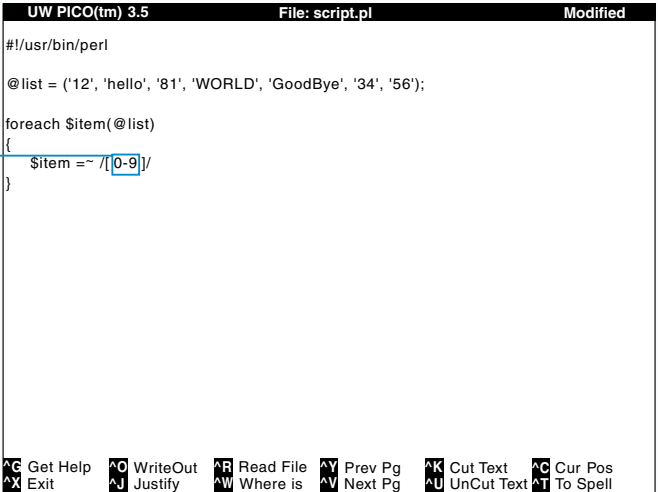 UW PICO(tm) 3.5 File: script.pl Modified
#!/usr/bin/perl
@list = ('12', 'hello', '81', 'WORLD', 'GoodBye', '34', '56');
foreach $item(@list)
{
$item =~ /[0-9]/
}
^G Get Help ^O WriteOut ^R Read File ^Y Prev Pg ^K Cut Text ^C Cur Pos
^X Exit ^J Justify ^W Where is ^V Next Pg ^U UnCut Text ^T To Spell